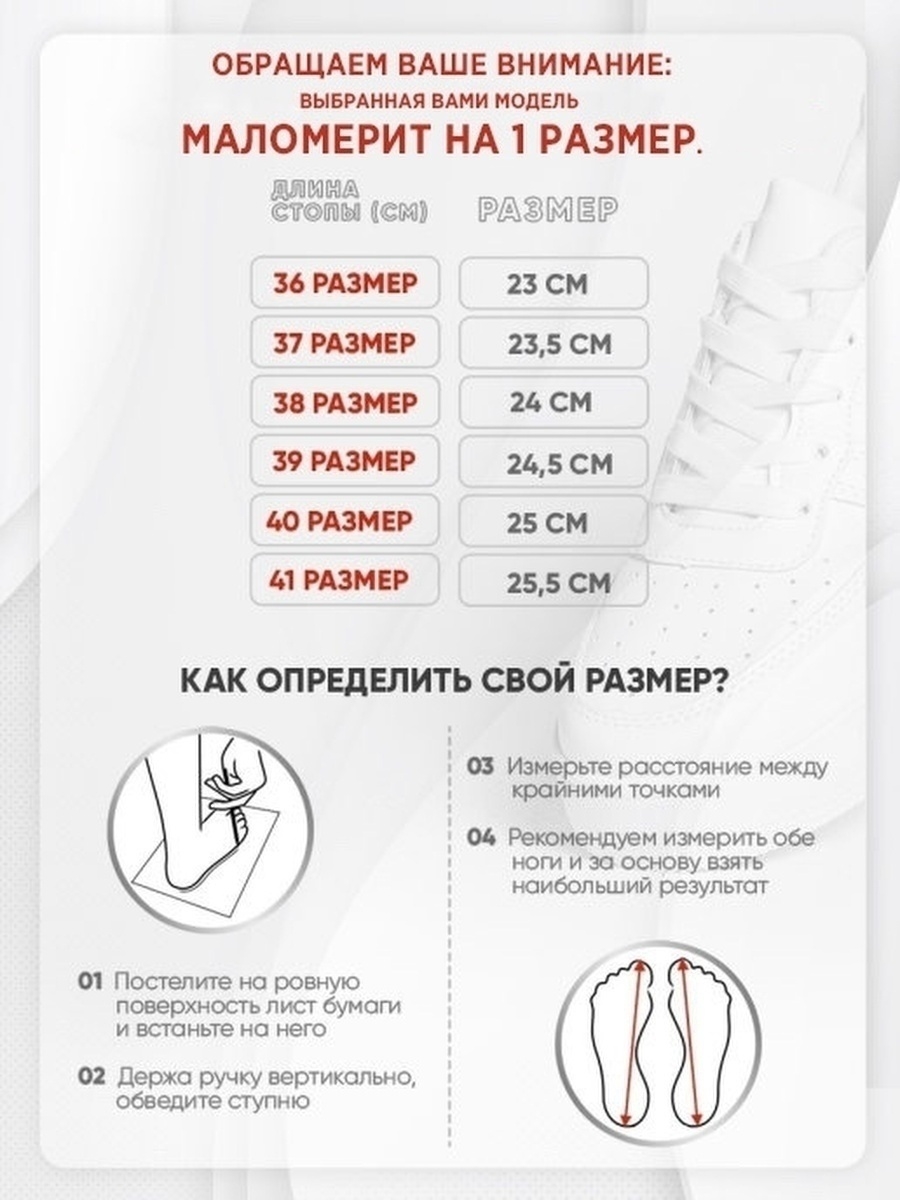 ОБРАЩАЕМ ВАШЕ ВНИМАНИЕ:
ВЫБРАННАЯ ВАМИ МОДЕЛЬ
МАЛОМЕРИТ НА 1 РАЗМЕР.
ДЛИНА
СТОПЫ (СМ) РАЗМЕР
36 РАЗМЕР 23 СМ
37 РАЗМЕР 23,5 СМ
38 РАЗМЕР 24 СМ
39 РАЗМЕР 24,5 СМ
40 РАЗМЕР 25 СМ
41 РАЗМЕР 25,5 СМ
КАК ОПРЕДЕЛИТЬ СВОЙ РАЗМЕР?
01 Постелите на ровную
поверхность лист бумаги
и встаньте на него
02 Держа ручку вертикально,
обведите ступню
03 Измерьте расстояние между
крайними точками
04 Рекомендуем измерить обе
ноги и за основу взять
наибольший результат